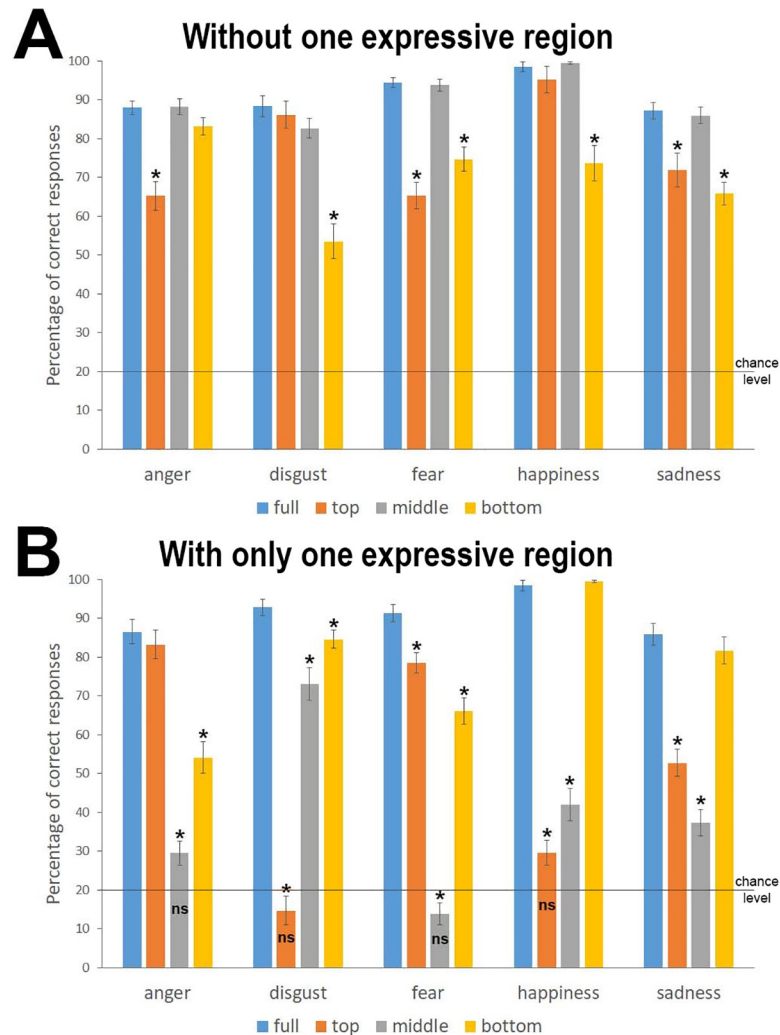 A
Without one expressive region
Percentage of correct responses
100
90
80
70
60
50
40
30
20
10
0
*
*
*
*
*
*
*
chance
level
anger disgust fear happiness sadness
full top middle bottom
B
With only one expressive region
Percentage of correct responses
100
90
80
70
60
50
40
30
20
10
0
*
*
*
*
*
*
*
*
*
*
*
*
ns
ns
ns
ns
chance
level
anger disgust fear happiness sadness
full top middle bottom